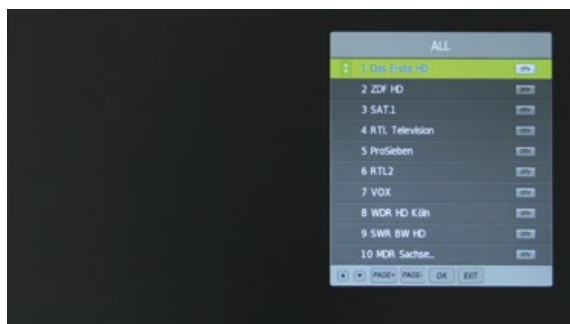 ALL
1 Das Erste HD
2 ZDF HD
3 SAT.1
4 RTL Television
5 ProSieben
6 RTL2
7 VOX
8 WDR HD Köln
9 SWR BW HD
10 MDR Sachse...
PAGE+ PAGE- OK EXIT